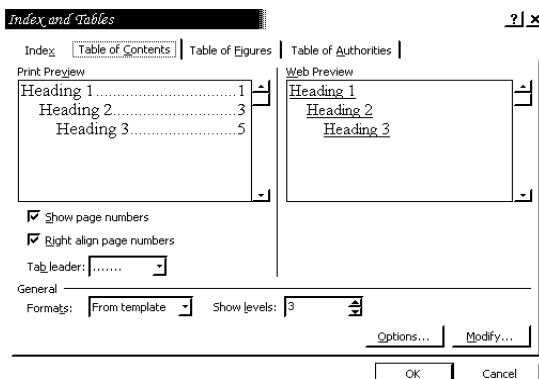 Index and Tables ? x
Index Table of Contents Table of Figures Table of Authorities
Print Preview Web Preview
Heading 1..........................1 Heading 1
Heading 2.......................3 Heading 2
Heading 3....................5 Heading 3
Show page numbers
Right align page numbers
Tab leader: .......
General
Formats: From template Show levels: 3
Options... Modify...
OK Cancel